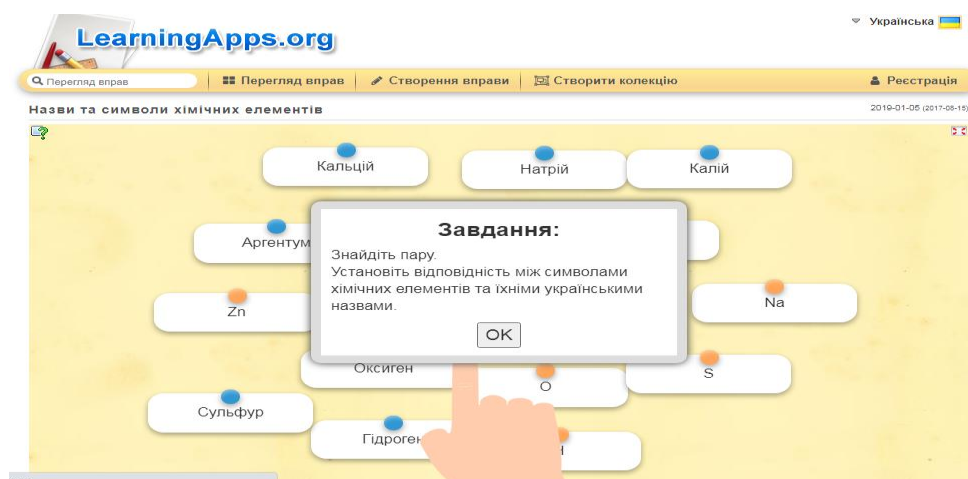 Українська
LearningApps.org
Перегляд вправ
Перегляд вправ
Створення вправи
Створити колекцію
Реєстрація
Назви та символи хімічних елементів
2019-01-05 (2017-08-15)
Кальцій
Натрій
Калій
Аргентум
Завдання:
Знайдіть пару.
Установіть відповідність між символами
хімічних елементів та їхніми українськими
назвами.
OK
Zn
Na
Оксиген
O
S
Сульфур
Гідроген